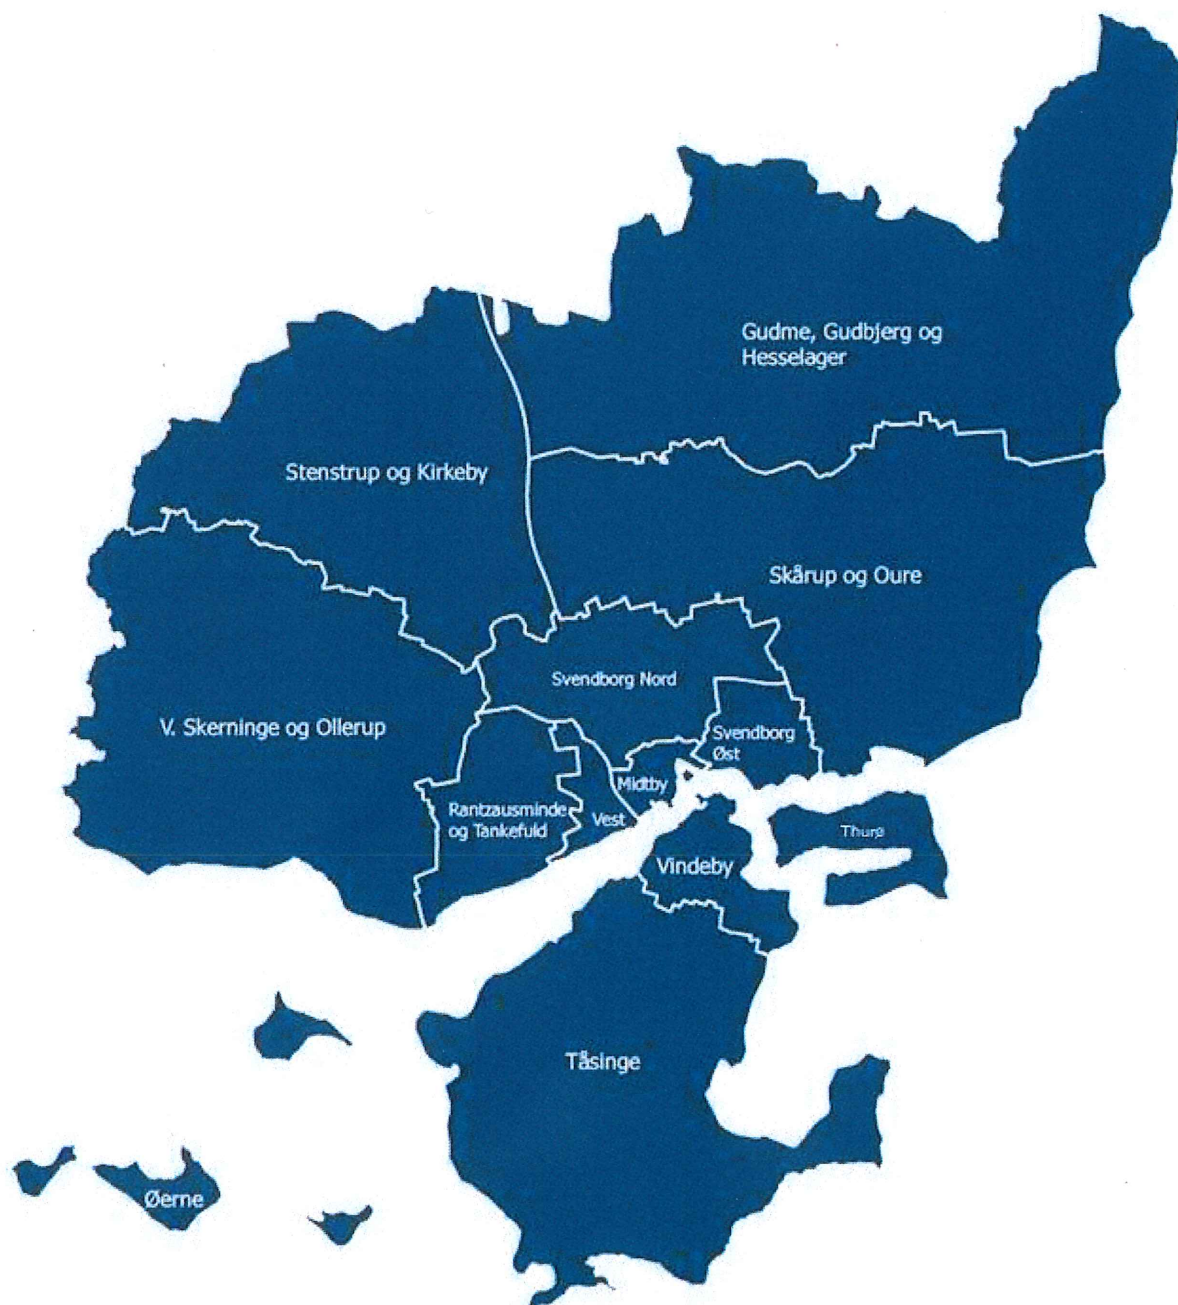 Gudme, Gudbjerg og
Hesselager
Stenstrup og Kirkeby
Skårup og Oure
Svendborg Nord
V. Skerninge og Ollerup
Svendborg
Øst
Midtby
Rantzausminde
og Tankefuld
Vest
Thurø
Vindeby
Tåsinge
Øerne